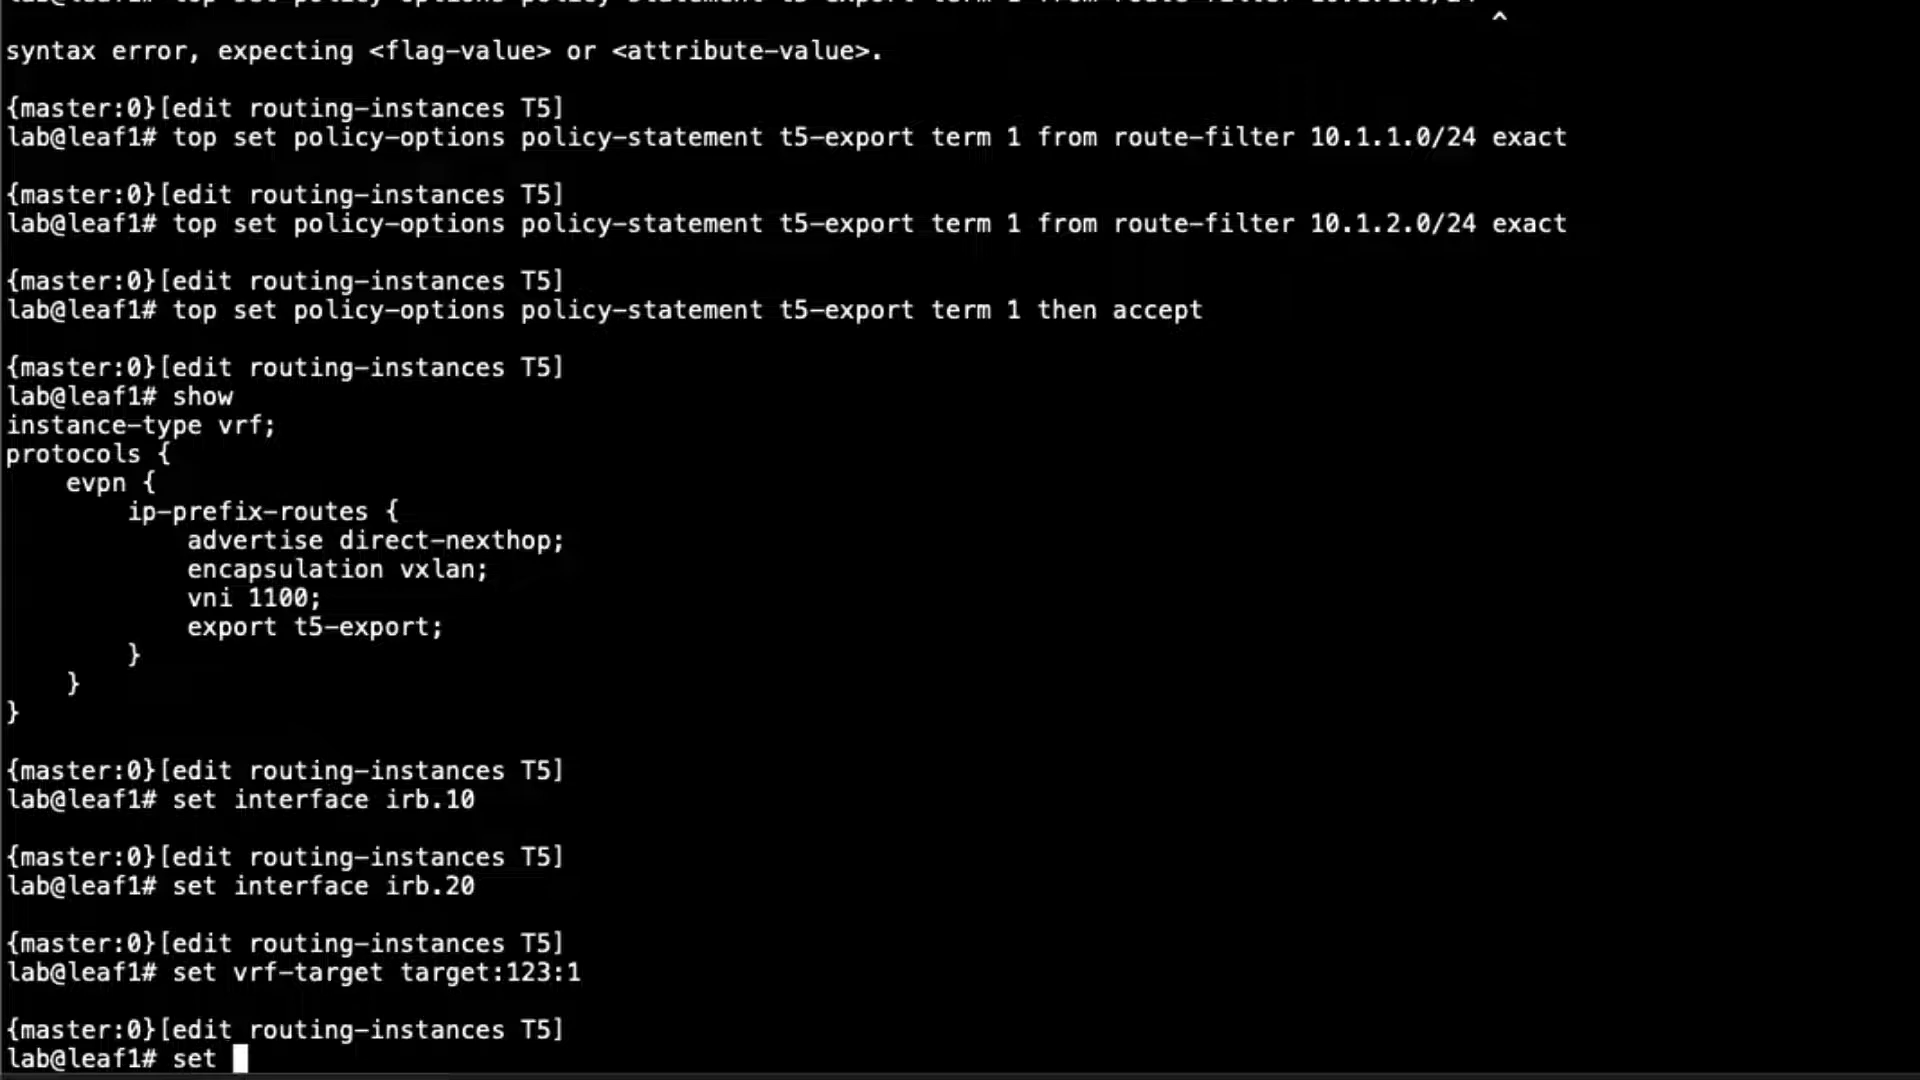 syntax error, expecting <flag-value> or <attribute-value>.
{master:0}[edit routing-instances T5]
lab@leaf1# top set policy-options policy-statement t5-export term 1 from route-filter 10.1.1.0/24 exact
{master:0}[edit routing-instances T5]
lab@leaf1# top set policy-options policy-statement t5-export term 1 from route-filter 10.1.2.0/24 exact
{master:0}[edit routing-instances T5]
lab@leaf1# top set policy-options policy-statement t5-export term 1 then accept
{master:0}[edit routing-instances T5]
lab@leaf1# show
instance-type vrf;
protocols {
    evpn {
        ip-prefix-routes {
            advertise direct-nexthop;
            encapsulation vxlan;
            vni 1100;
            export t5-export;
        }
    }
}
{master:0}[edit routing-instances T5]
lab@leaf1# set interface irb.10
{master:0}[edit routing-instances T5]
lab@leaf1# set interface irb.20
{master:0}[edit routing-instances T5]
lab@leaf1# set vrf-target target:123:1
{master:0}[edit routing-instances T5]
lab@leaf1# set